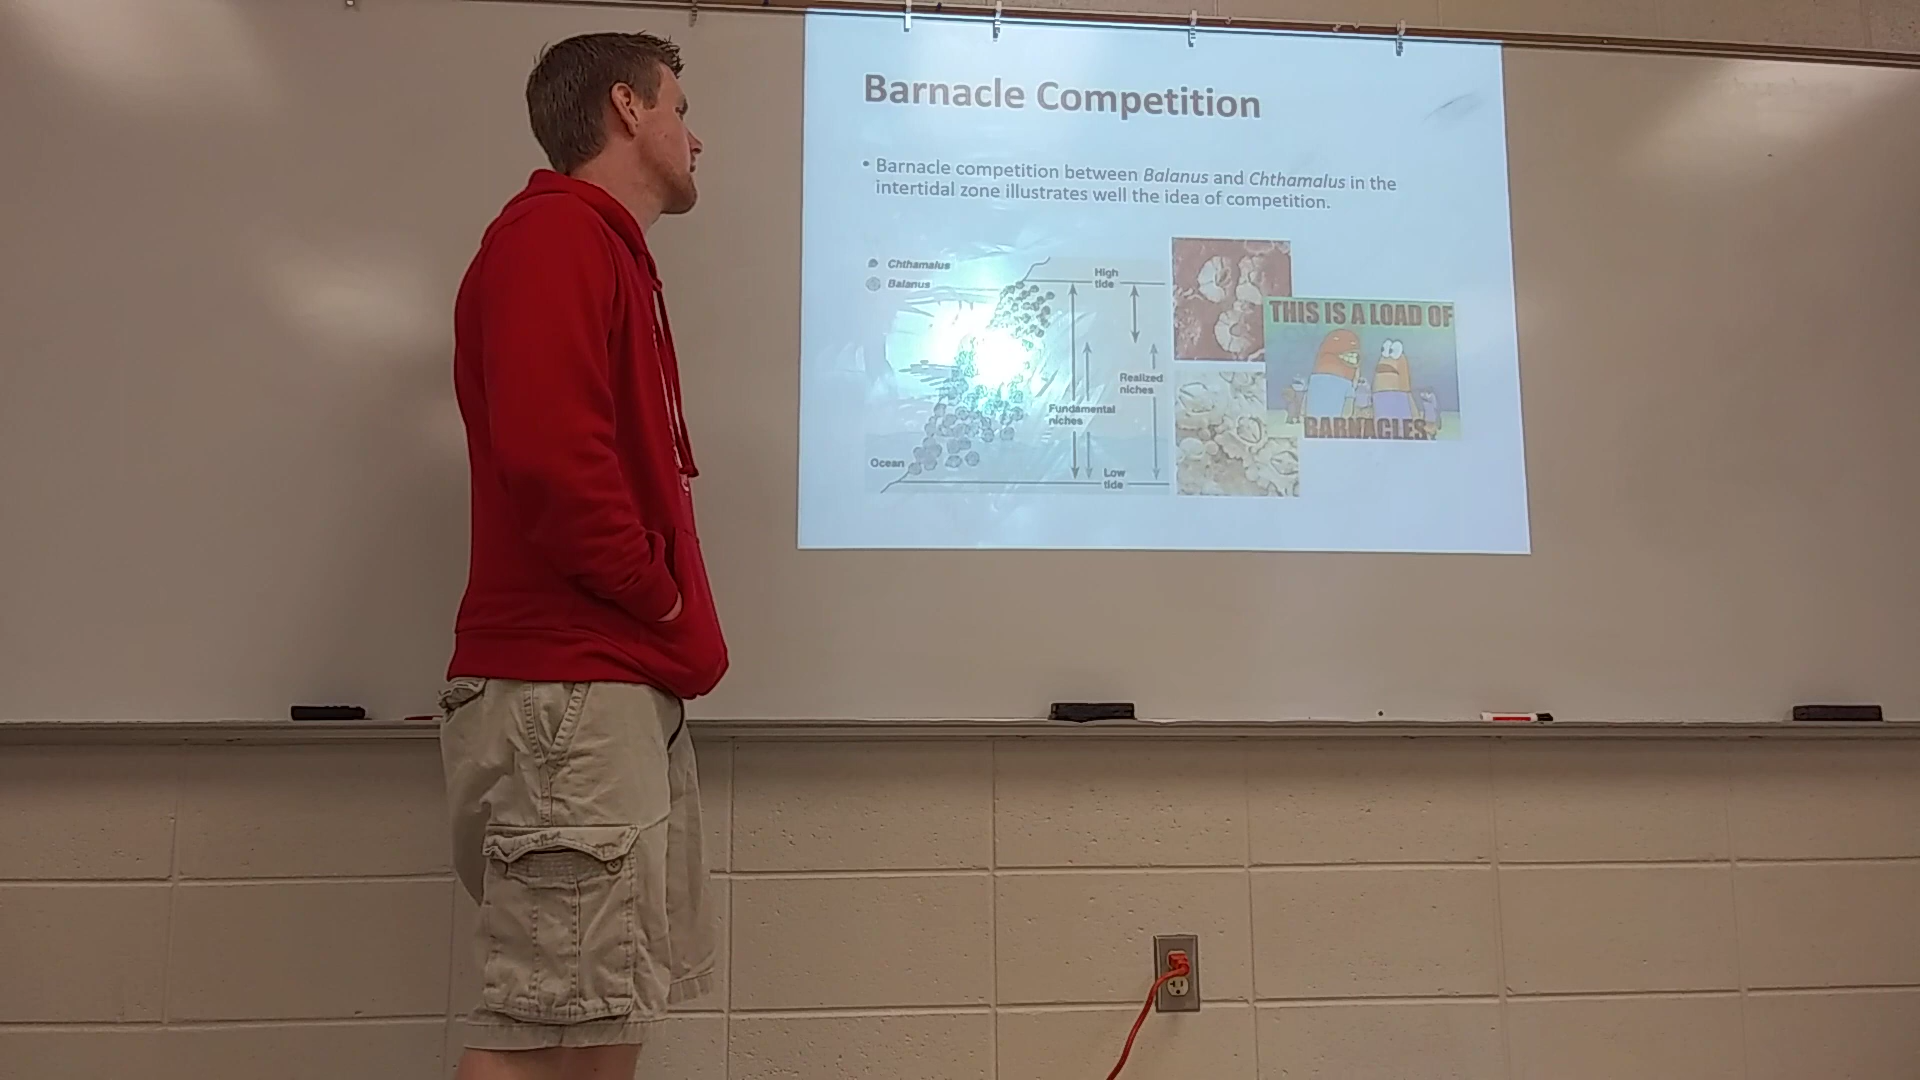 Barnacle Competition
• Barnacle competition between Balanus and Chthamalus in the
intertidal zone illustrates well the idea of competition.
Chthamalus
Balanus
High
tide
Realized
niches
Fundamental
niches
Ocean
Low
tide
THIS IS A LOAD OF
BARNACLES